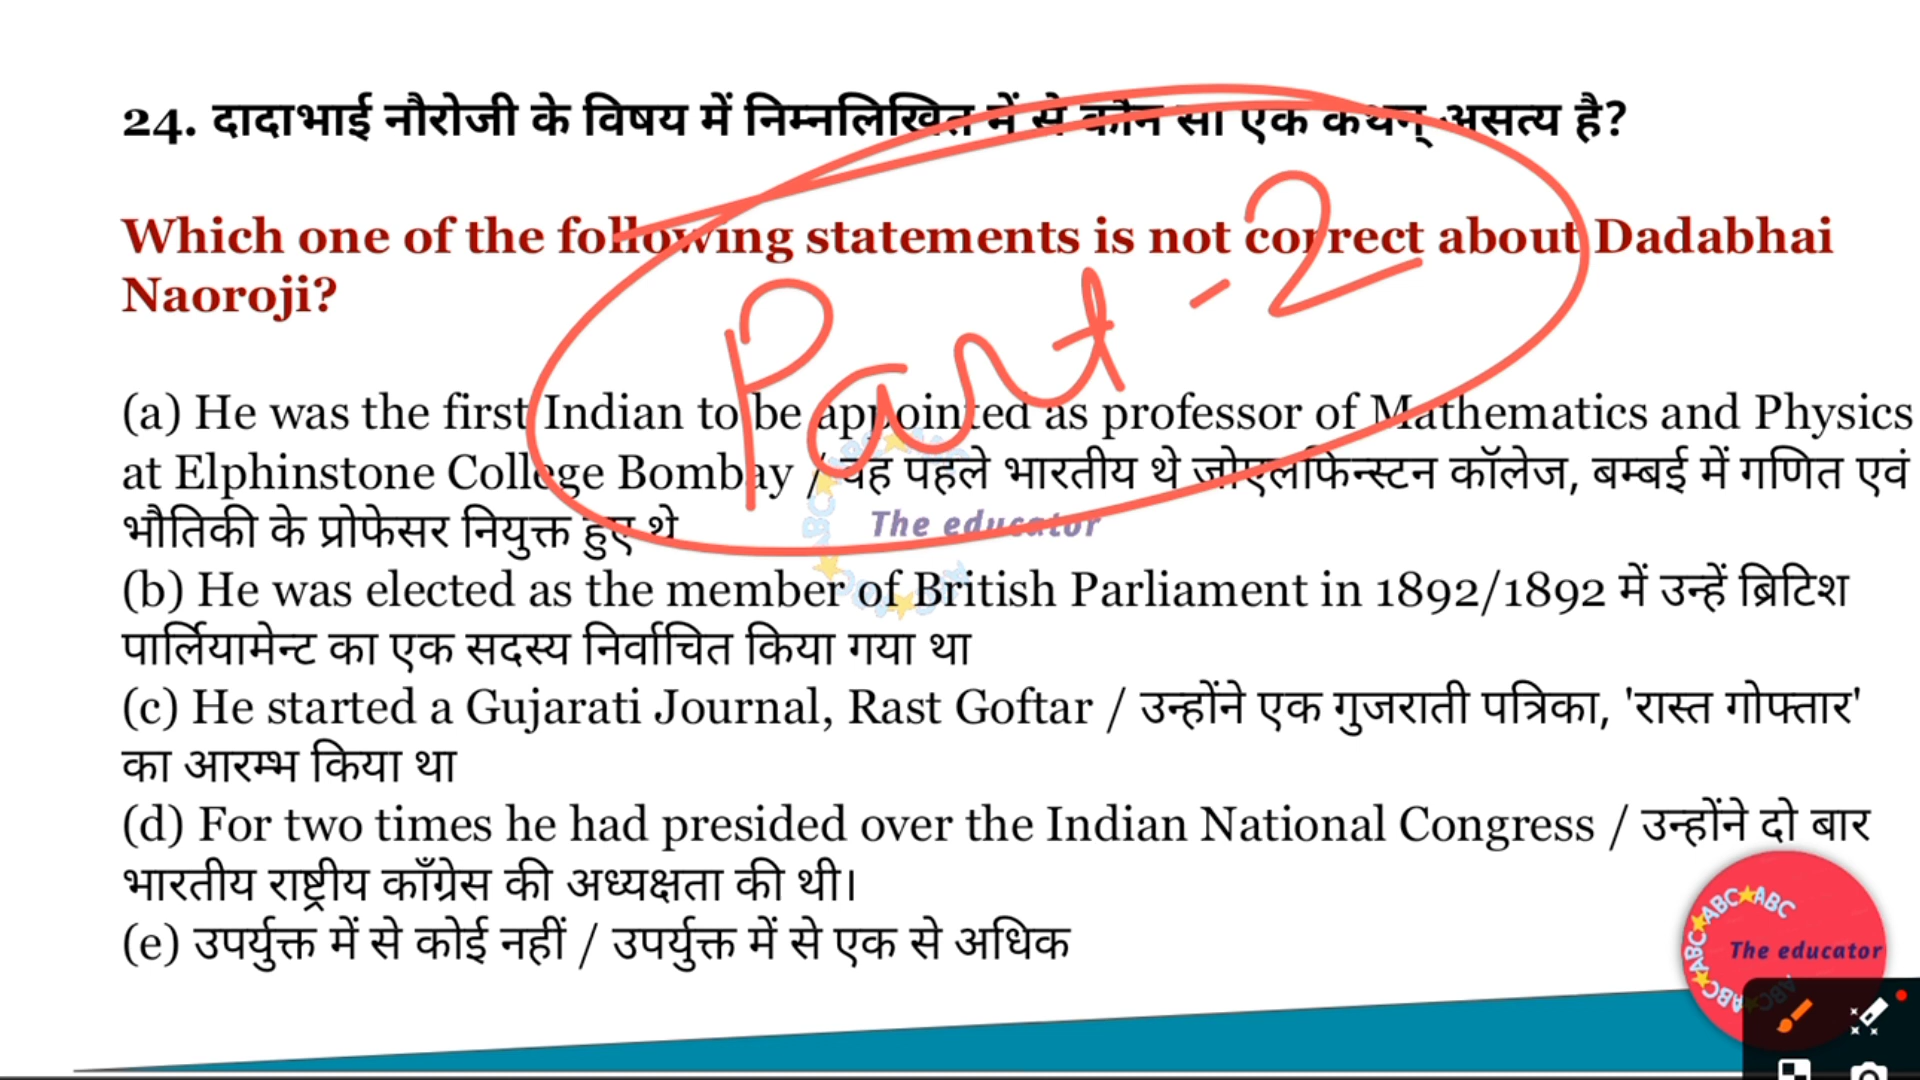 24. दादाभाई नौरोजी के विषय में निम्नलिखित में से कौन सा एक कथन् असत्य है?
Which one of the following statements is not correct about Dadabhai
Naoroji?
Part - 2
(a) He was the first Indian to be appointed as professor of Mathematics and Physics
at Elphinstone College Bombay / वह पहले भारतीय थे जोएलफिन्स्टन कॉलेज, बम्बई में गणित एवं
भौतिकी के प्रोफेसर नियुक्त हुए थे
The educator
(b) He was elected as the member of British Parliament in 1892/1892 में उन्हें ब्रिटिश
पार्लियामेन्ट का एक सदस्य निर्वाचित किया गया था
(c) He started a Gujarati Journal, Rast Goftar / उन्होंने एक गुजराती पत्रिका, 'रास्त गोफ्तार'
का आरम्भ किया था
(d) For two times he had presided over the Indian National Congress / उन्होंने दो बार
भारतीय राष्ट्रीय काँग्रेस की अध्यक्षता की थी।
(e) उपर्युक्त में से कोई नहीं / उपर्युक्त में से एक से अधिक
ABC★ABC★ABC★ABC
The educator